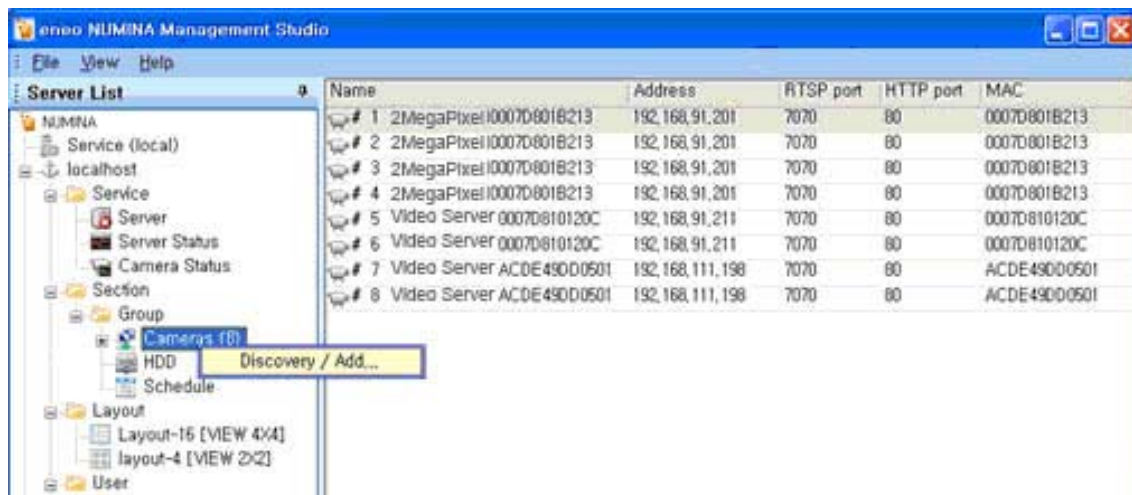 eneo NUMINA Management Studio
File View Help
Server List
NUMINA
Service (local)
localhost
Service
Server
Server Status
Camera Status
Section
Group
Cameras (8)
Discovery / Add...
HDD
Schedule
Layout
Layout-16 [VIEW 4X4]
layout-4 [VIEW 2X2]
User
Name Address RTSP port HTTP port MAC
# 1 2MegaPixel I0007D801B213 192,168,91,201 7070 80 0007D801B213
# 2 2MegaPixel I0007D801B213 192,168,91,201 7070 80 0007D801B213
# 3 2MegaPixel I0007D801B213 192,168,91,201 7070 80 0007D801B213
# 4 2MegaPixel I0007D801B213 192,168,91,201 7070 80 0007D801B213
# 5 Video Server 0007D810120C 192,168,91,211 7070 80 0007D810120C
# 6 Video Server 0007D810120C 192,168,91,211 7070 80 0007D810120C
# 7 Video Server ACDE49DD0501 192,168,111,198 7070 80 ACDE49DD0501
# 8 Video Server ACDE49DD0501 192,168,111,198 7070 80 ACDE49DD0501